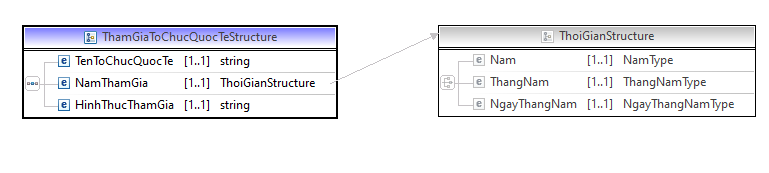 ThamGiaToChucQuocTeStructure
TenToChucQuocTe [1..1] string
NamThamGia [1..1] ThoiGianStructure
HinhThucThamGia [1..1] string
ThoiGianStructure
Nam [1..1] NamType
ThangNam [1..1] ThangNamType
NgayThangNam [1..1] NgayThangNamType